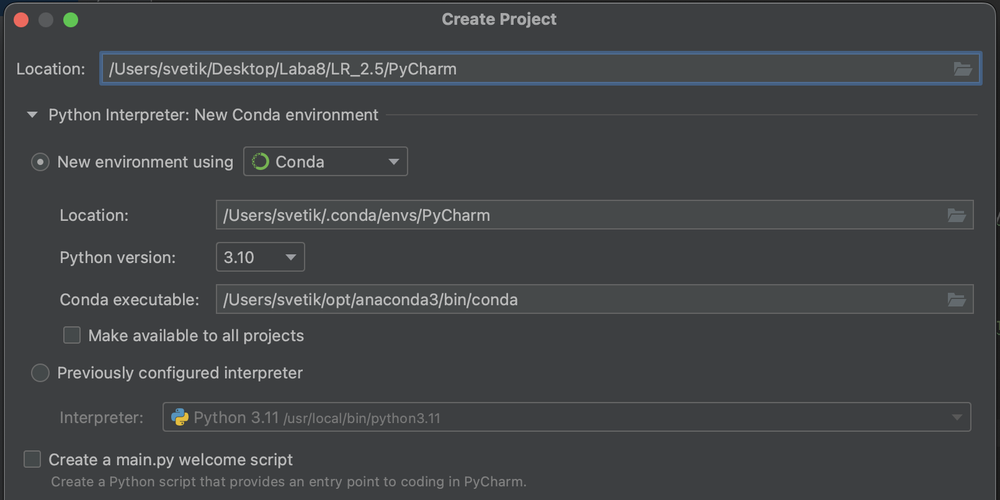 Create Project
Location: /Users/svetik/Desktop/Laba8/LR_2.5/PyCharm
Python Interpreter: New Conda environment
New environment using Conda
Location: /Users/svetik/.conda/envs/PyCharm
Python version: 3.10
Conda executable: /Users/svetik/opt/anaconda3/bin/conda
Make available to all projects
Previously configured interpreter
Interpreter: Python 3.11 /usr/local/bin/python3.11
Create a main.py welcome script
Create a Python script that provides an entry point to coding in PyCharm.